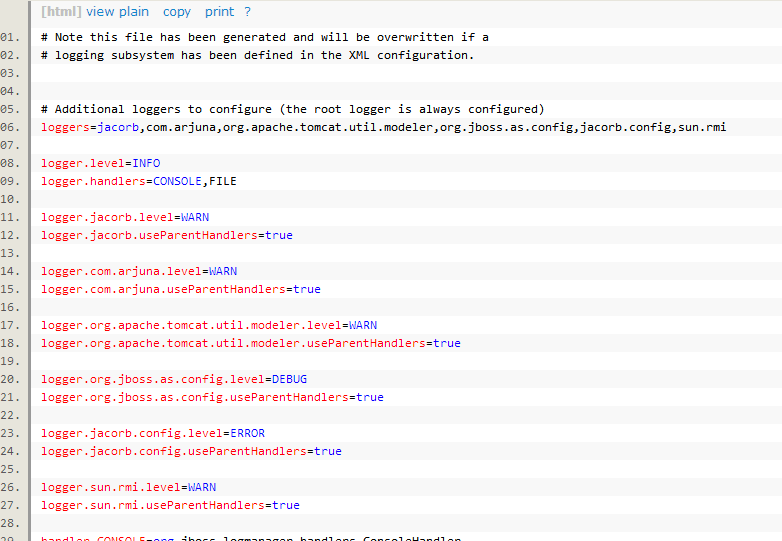 [html] view plain copy print ?
01. # Note this file has been generated and will be overwritten if a
02. # logging subsystem has been defined in the XML configuration.
03.
04.
05. # Additional loggers to configure (the root logger is always configured)
06. loggers=jacorb,com.arjuna,org.apache.tomcat.util.modeler,org.jboss.as.config,jacorb.config,sun.rmi
07.
08. logger.level=INFO
09. logger.handlers=CONSOLE,FILE
10.
11. logger.jacorb.level=WARN
12. logger.jacorb.useParentHandlers=true
13.
14. logger.com.arjuna.level=WARN
15. logger.com.arjuna.useParentHandlers=true
16.
17. logger.org.apache.tomcat.util.modeler.level=WARN
18. logger.org.apache.tomcat.util.modeler.useParentHandlers=true
19.
20. logger.org.jboss.as.config.level=DEBUG
21. logger.org.jboss.as.config.useParentHandlers=true
22.
23. logger.jacorb.config.level=ERROR
24. logger.jacorb.config.useParentHandlers=true
25.
26. logger.sun.rmi.level=WARN
27. logger.sun.rmi.useParentHandlers=true
28.
29. handler.CONSOLE=org.jboss.logmanager.handlers.ConsoleHandler